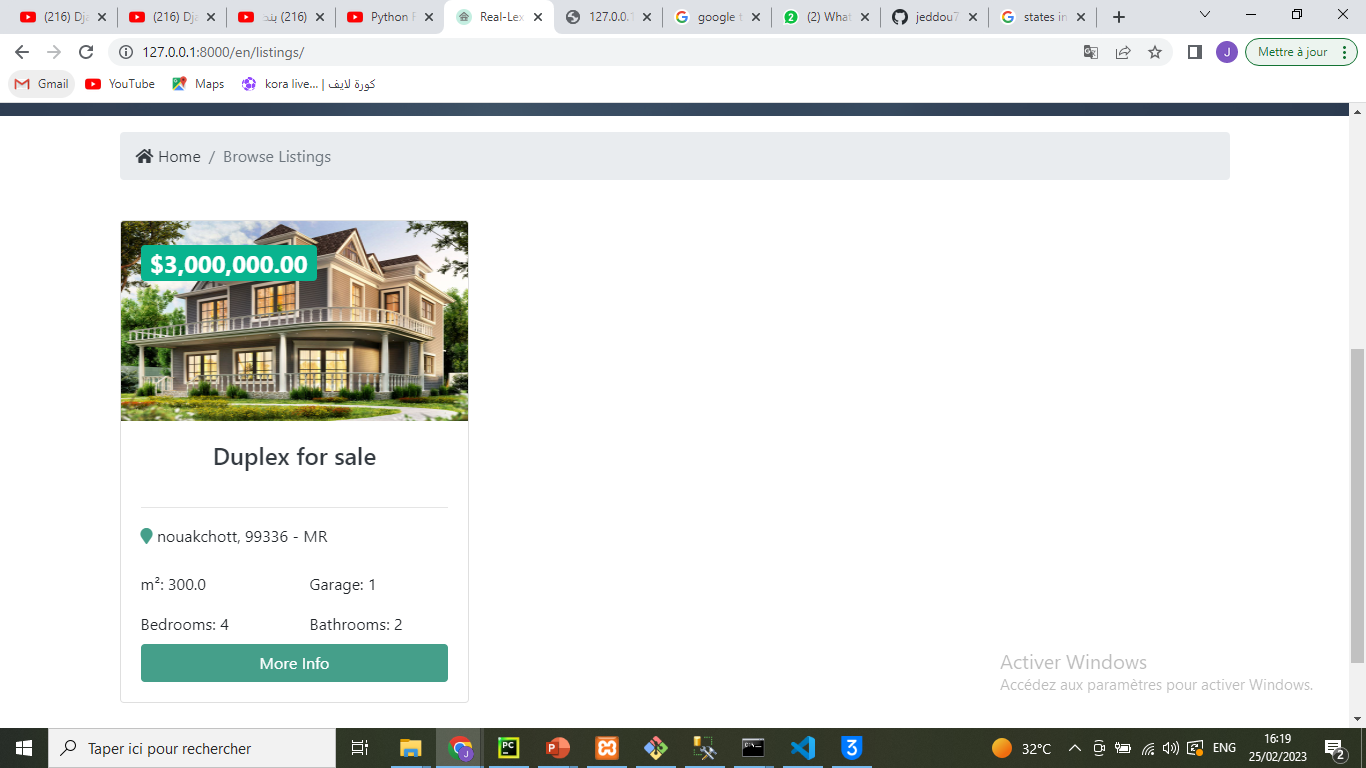 (216) Dja
(216) Dja
(216) بند
Python F
Real-Lex
127.0.0.1
google t
(2) What
jeddou7
states in
127.0.0.1:8000/en/listings/
J
Mettre à jour
Gmail
YouTube
Maps
كورة لايف | kora live...
Home / Browse Listings
$3,000,000.00
Duplex for sale
nouakchott, 99336 - MR
m²: 300.0 Garage: 1
Bedrooms: 4 Bathrooms: 2
More Info
Activer Windows
Accédez aux paramètres pour activer Windows.
Taper ici pour rechercher
32°C
ENG
16:19
25/02/2023
2